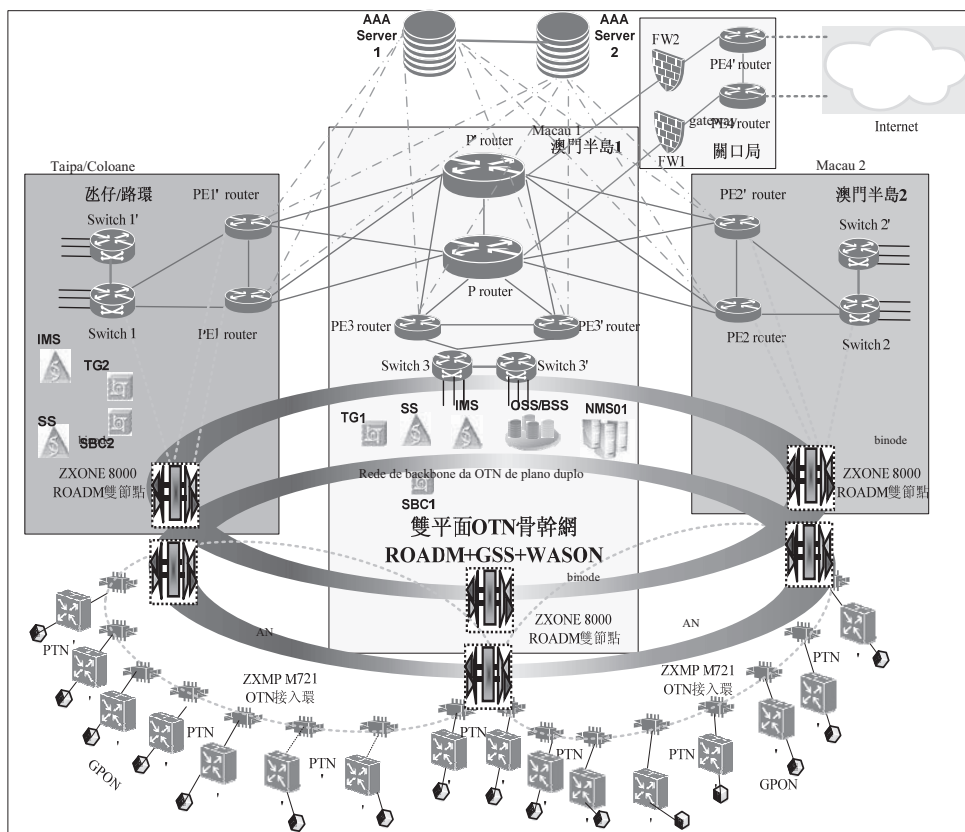 AAA
Server
1
AAA
Server
2
FW2
PE4' router
gateway
PE4 router
FW1
關口局
Internet
Macau 1
澳門半島1
P' router
P router
Taipa/Coloane
氹仔/路環
PE1' router
Switch 1'
Switch 1
PE1 router
Macau 2
PE2' router
澳門半島2
Switch 2'
PE2 router
Switch 2
PE3 router
PE3' router
Switch 3
Switch 3'
IMS
TG2
SS
SBC2
binode
ZXONE 8000
ROADM雙節點
TG1
SS
IMS
OSS/BSS
NMS01
Rede de backbone da OTN de plano duplo
SBC1
雙平面OTN骨幹網
ROADM+GSS+WASON
binode
ZXONE 8000
ROADM雙節點
binode
ZXONE 8000
ROADM雙節點
AN
AN
ZXMP M721
OTN接入環
ZXMP M721
OTN接入環
PTN
PTN
PTN
PTN
PTN
PTN
PTN
PTN
GPON
GPON